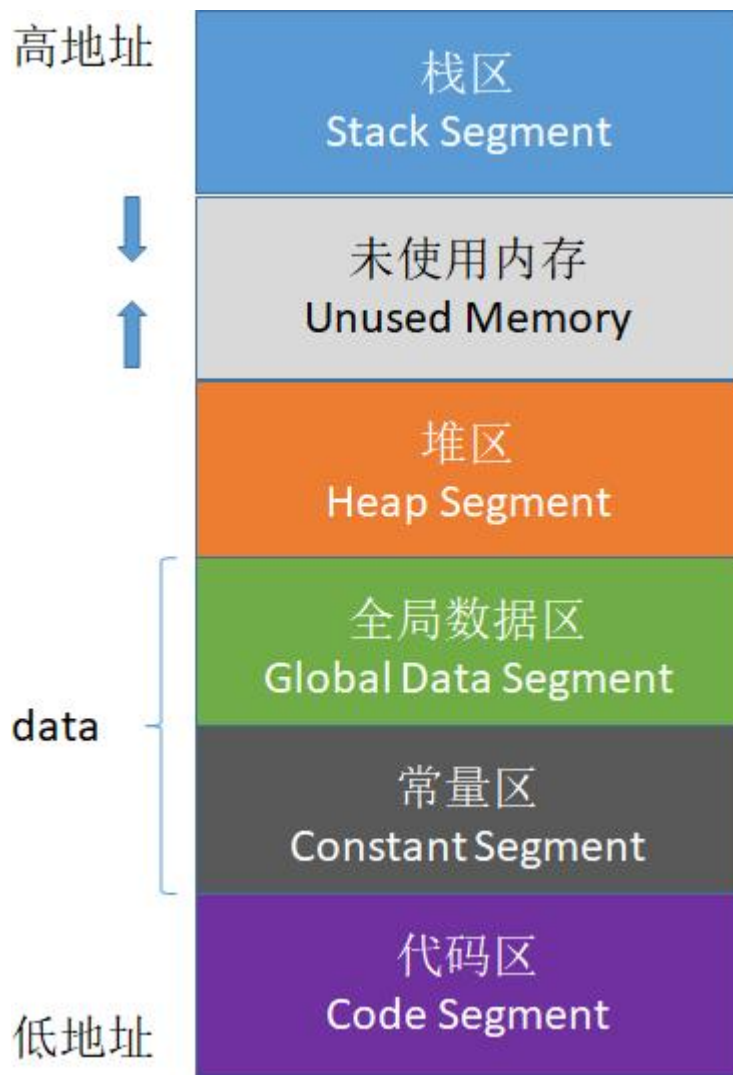 高地址
栈区
Stack Segment
未使用内存
Unused Memory
堆区
Heap Segment
全局数据区
Global Data Segment
data
常量区
Constant Segment
代码区
Code Segment
低地址